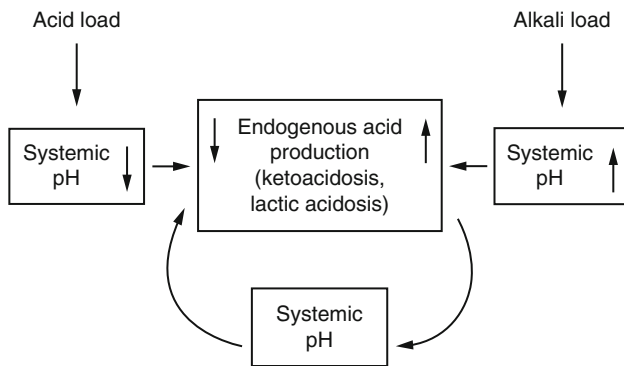 Acid load
Alkali load
Systemic
pH
Endogenous acid
production
(ketoacidosis,
lactic acidosis)
Systemic
pH
Systemic
pH